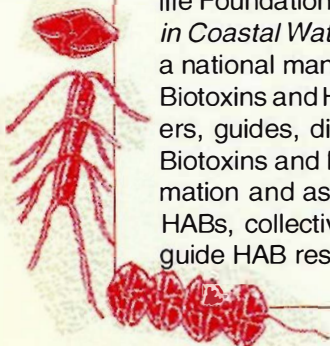 life Foundation
in Coastal Wat
a national man
Biotoxins and H
ers, guides, di
Biotoxins and
mation and as
HABs, collectiv
guide HAB res